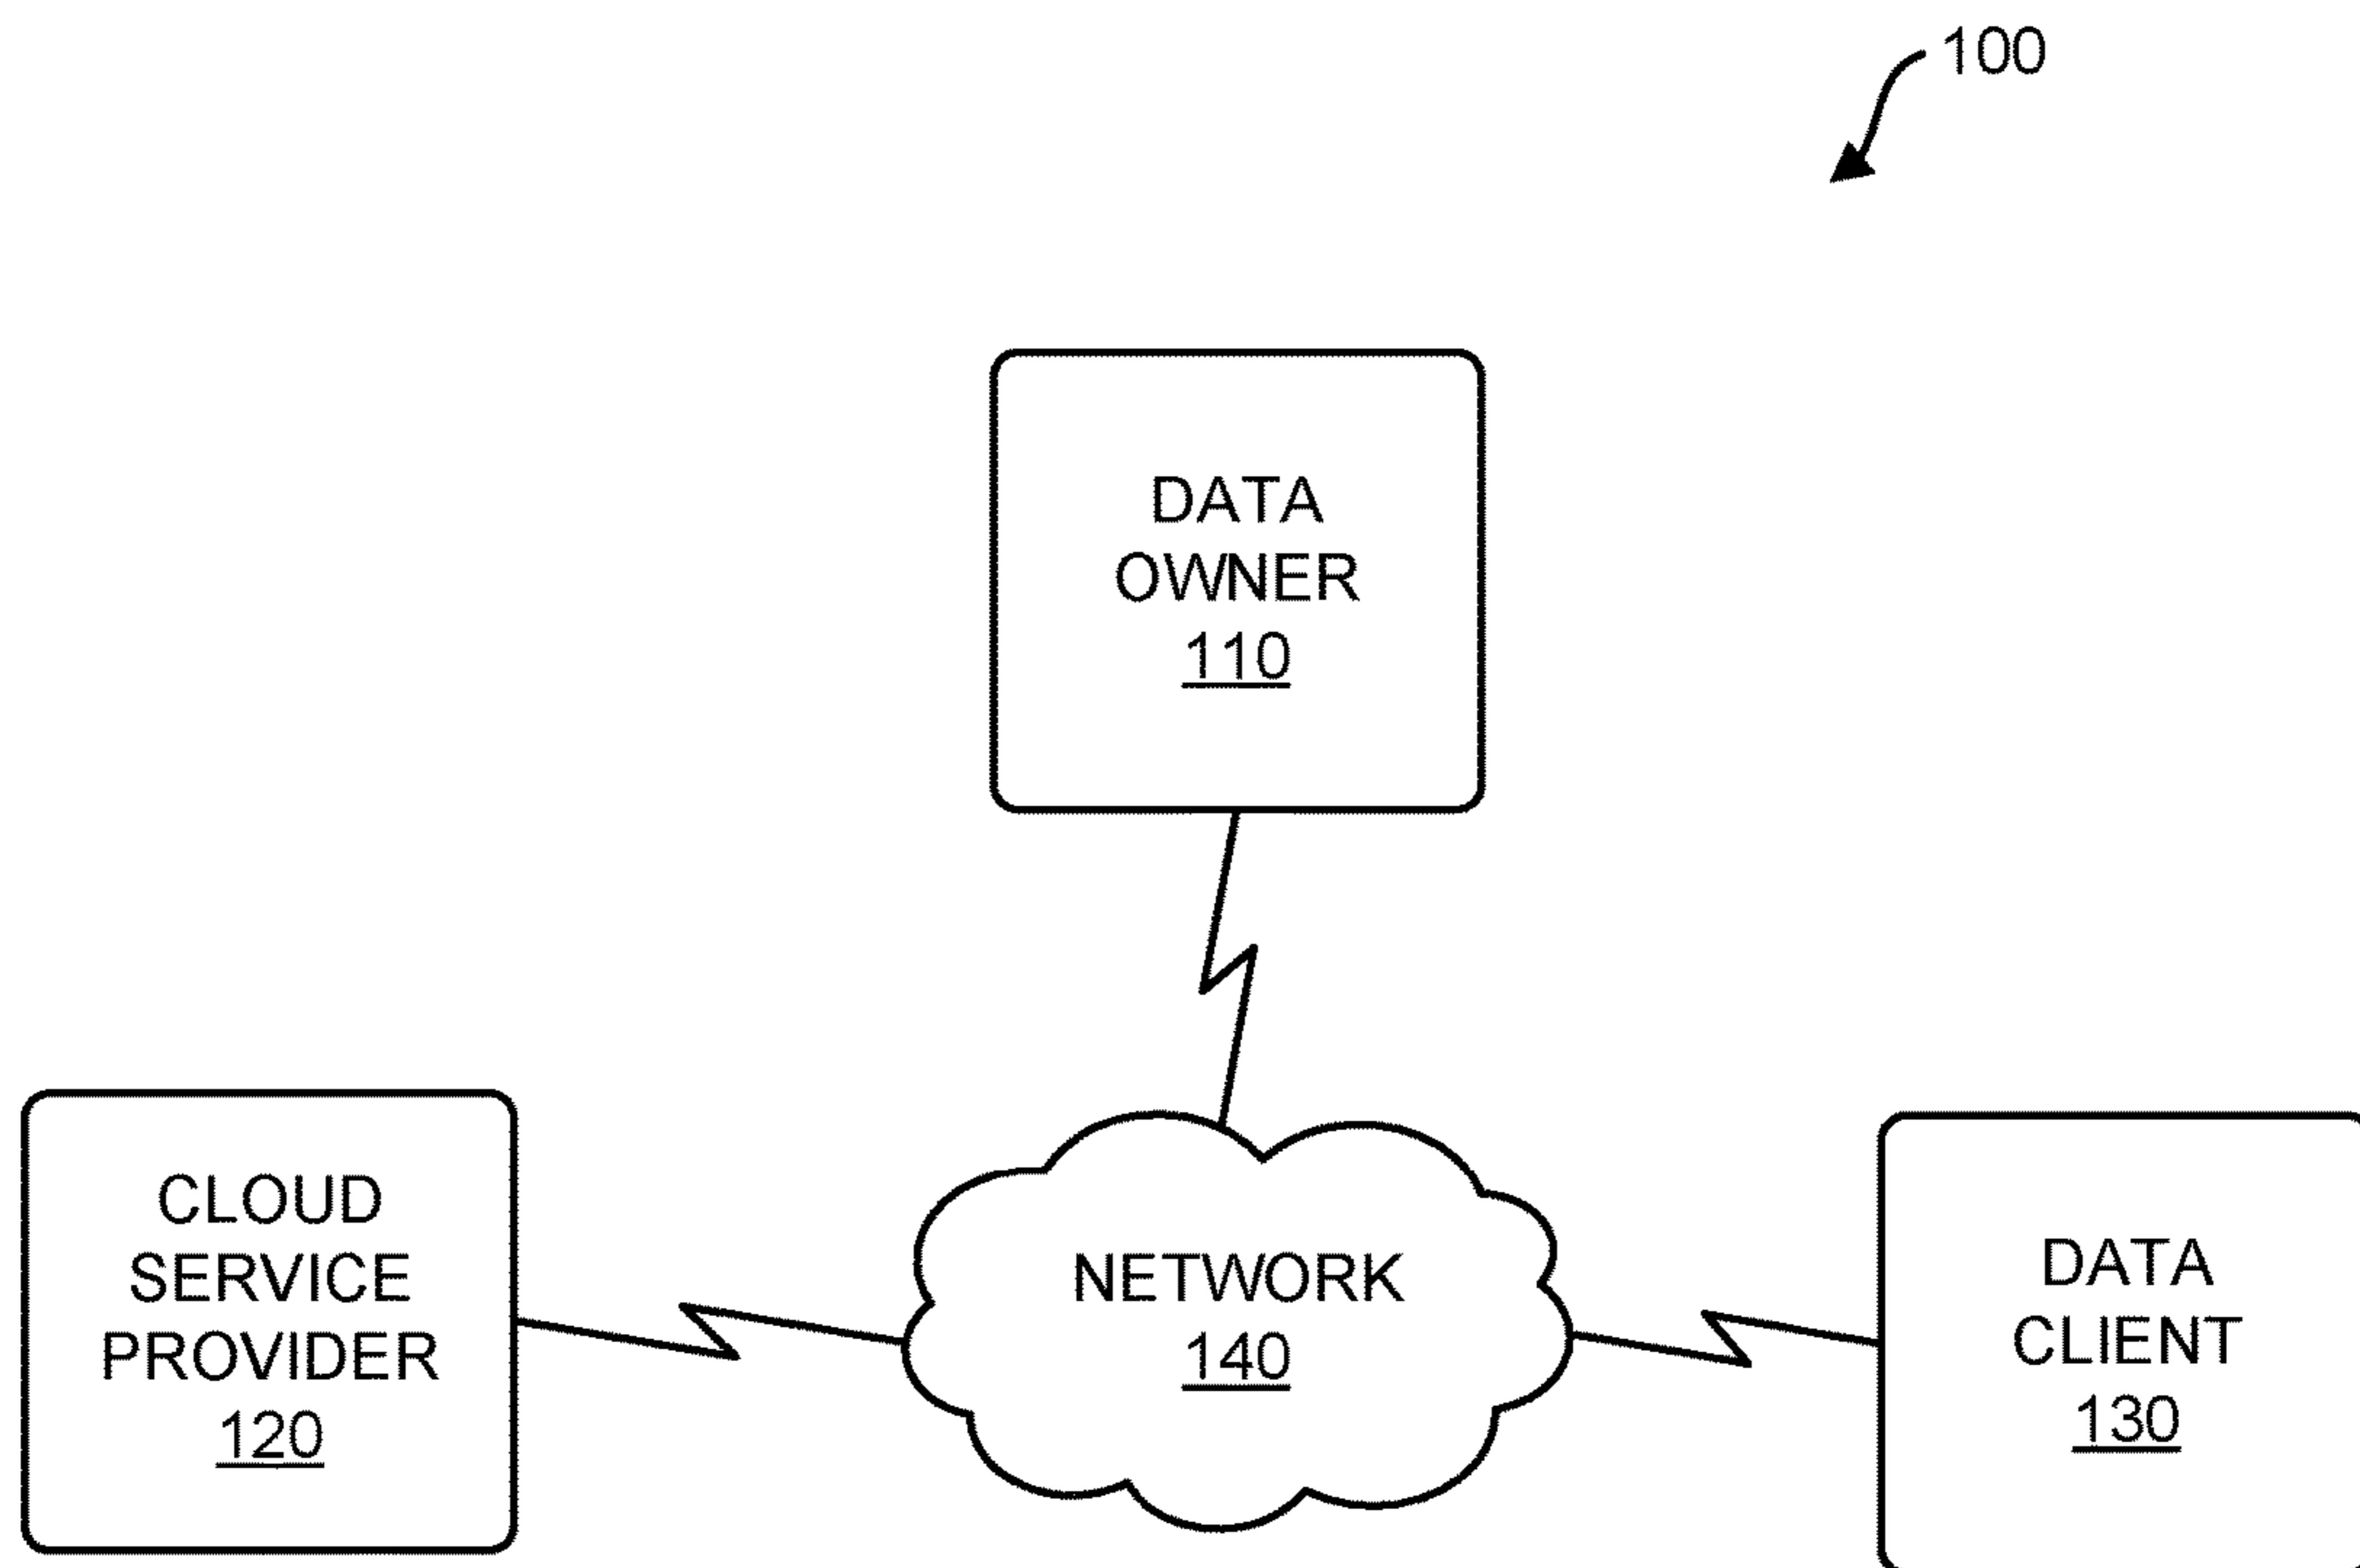 100
DATA
OWNER
110
CLOUD
SERVICE
PROVIDER
120
NETWORK
140
DATA
CLIENT
130